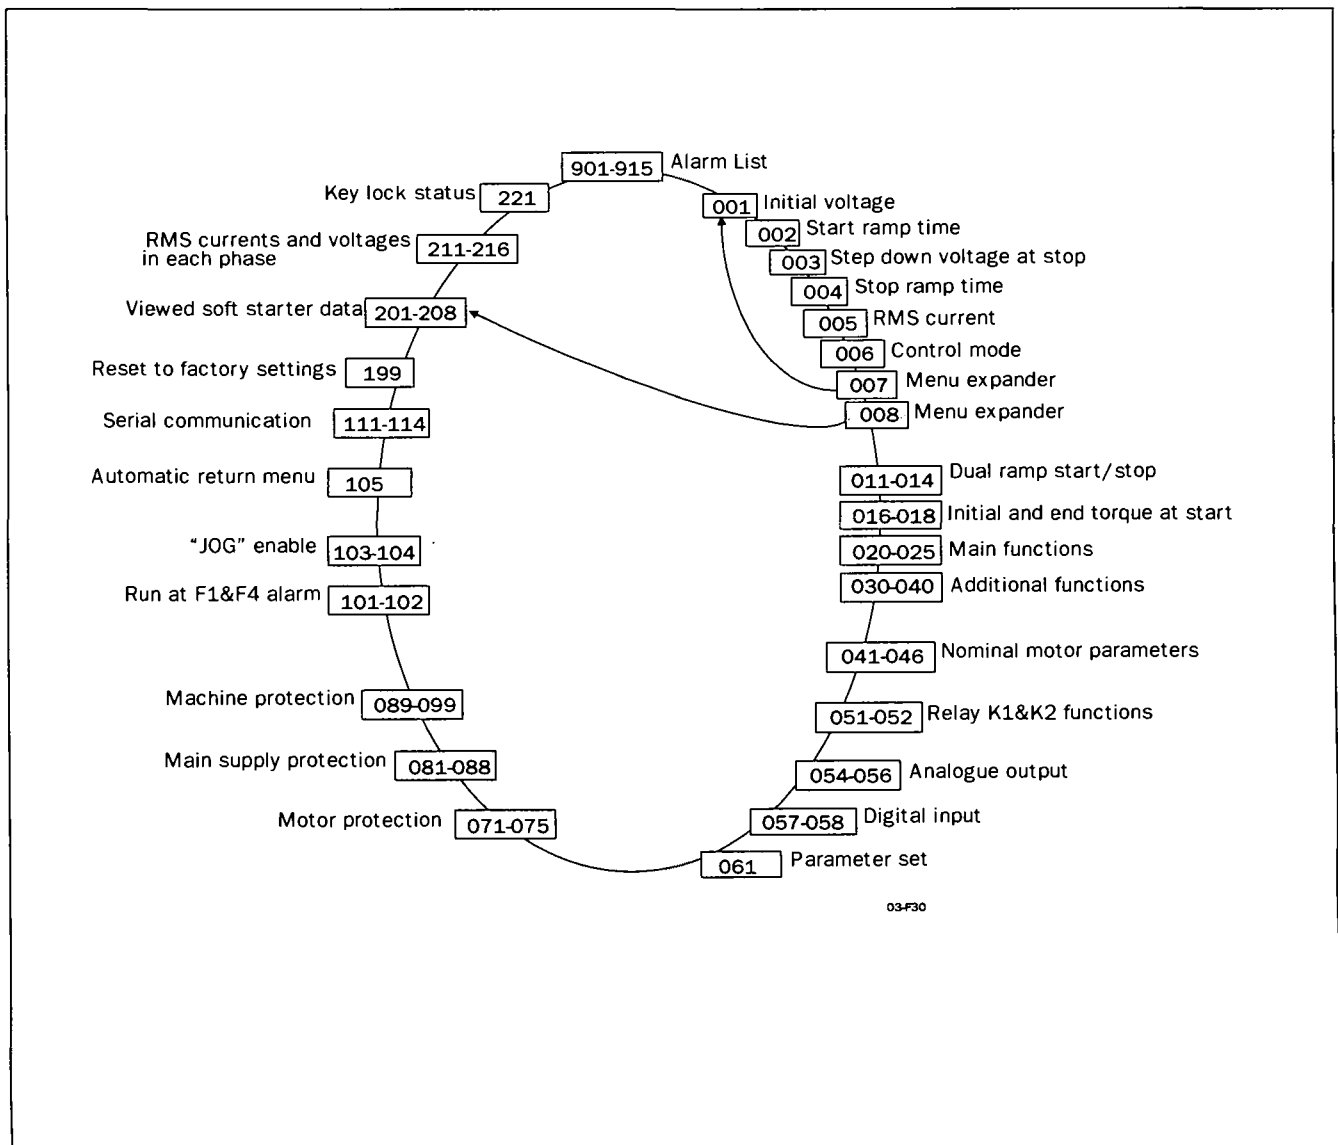 901-915 Alarm List
001 Initial voltage
002 Start ramp time
003 Step down voltage at stop
004 Stop ramp time
005 RMS current
006 Control mode
007 Menu expander
008 Menu expander
011-014 Dual ramp start/stop
016-018 Initial and end torque at start
020-025 Main functions
030-040 Additional functions
041-046 Nominal motor parameters
051-052 Relay K1&K2 functions
054-056 Analogue output
057-058 Digital input
061 Parameter set
Motor protection 071-075
Main supply protection 081-088
Machine protection 089-099
Run at F1&F4 alarm 101-102
"JOG" enable 103-104
Automatic return menu 105
Serial communication 111-114
Reset to factory settings 199
Viewed soft starter data 201-208
RMS currents and voltages
in each phase 211-216
Key lock status 221
03-F30